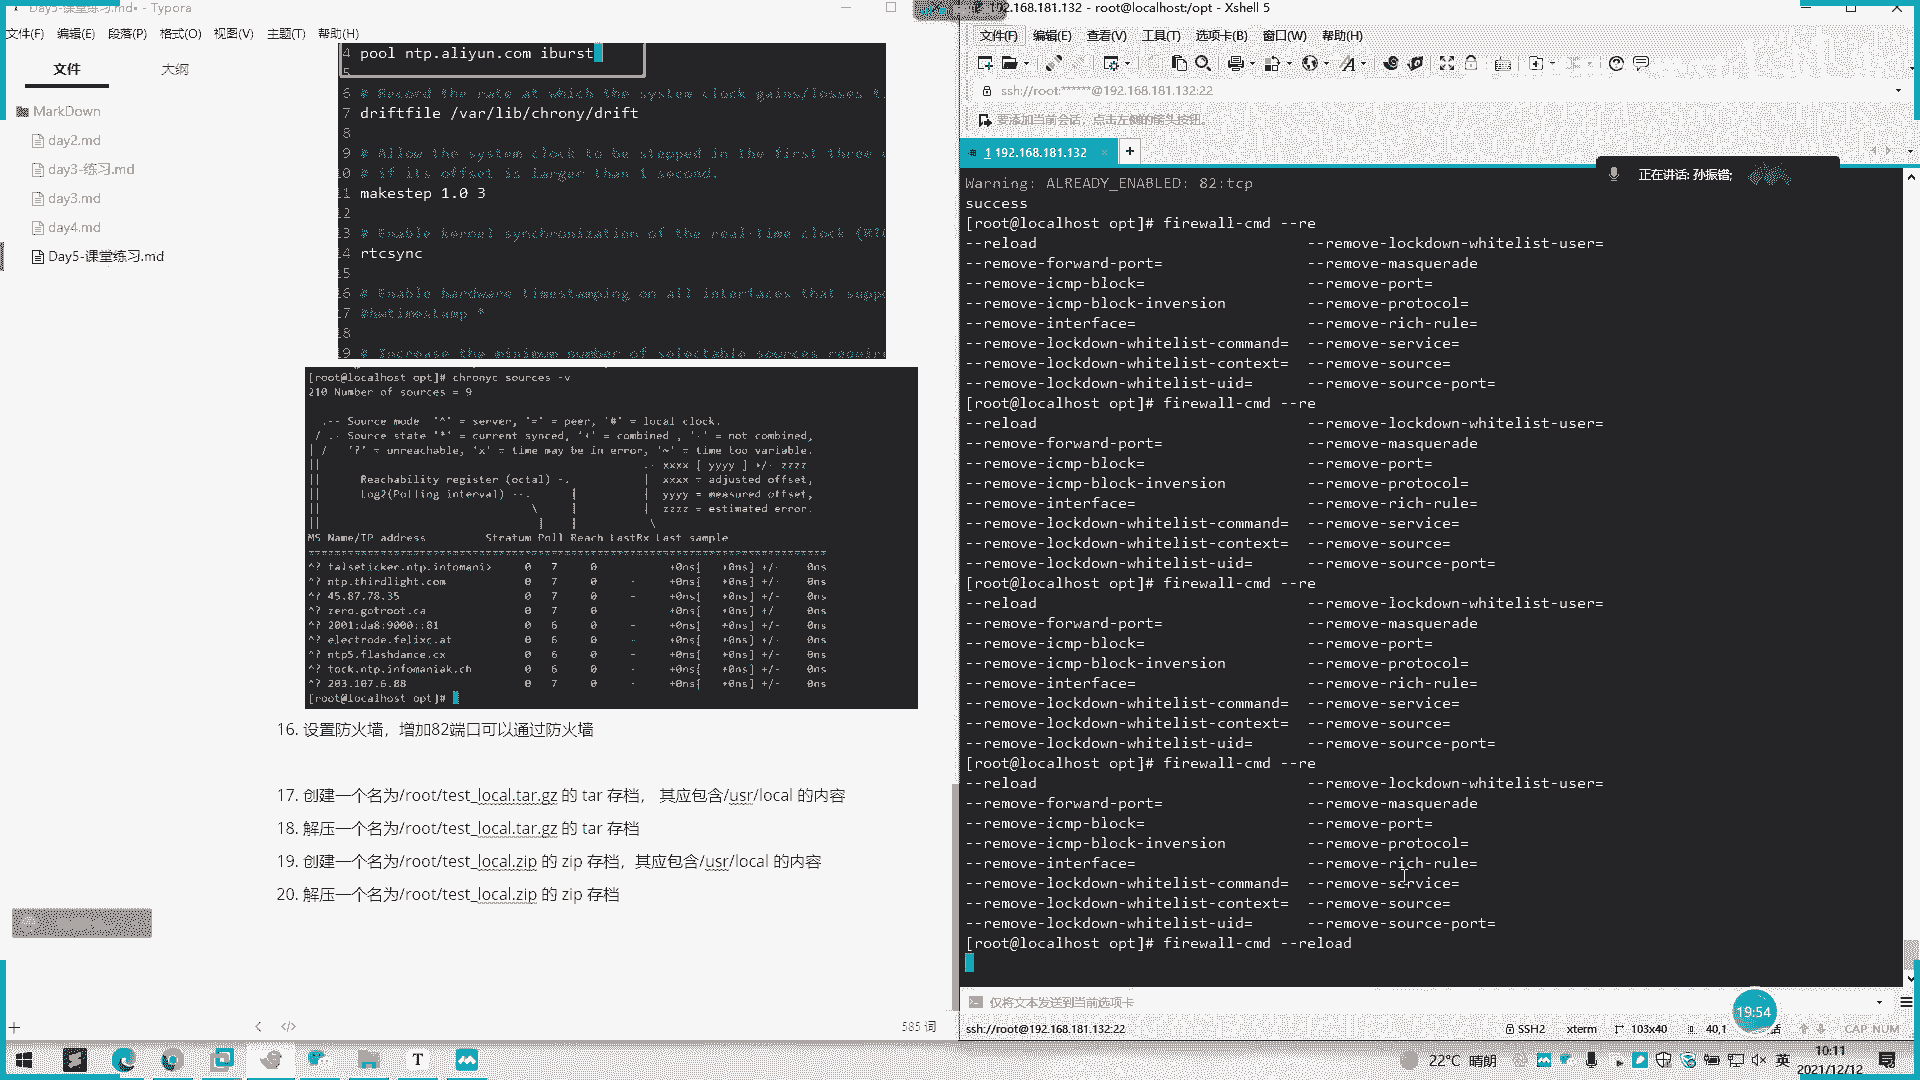 Day5-课堂练习.md• - Typora
文件(F) 编辑(E) 段落(P) 格式(O) 视图(V) 主题(T) 帮助(H)
文件 大纲
MarkDown
day2.md
day3-练习.md
day3.md
day4.md
Day5-课堂练习.md
4 pool ntp.aliyun.com iburst
5
6 # Record the rate at which the system clock gains/losses t
7 driftfile /var/lib/chrony/drift
8
9 # Allow the system clock to be stepped in the first three
10 # if its offset is larger than 1 second.
11 makestep 1.0 3
12
13 # Enable kernel synchronization of the real-time clock (RTC
14 rtcsync
15
16 # Enable hardware timestamping on all interfaces that supp
17 #hwtimestamp *
18
19 # Increase the minimum number of selectable sources require
[root@localhost opt]# chronyc sources -v
210 Number of sources = 9
.-- Source mode '^' = server, '=' = peer, '#' = local clock.
/ .- Source state '*' = current synced, '+' = combined , '-' = not combined,
| / '?' = unreachable, 'x' = time may be in error, '~' = time too variable.
|| .- xxxx [ yyyy ] +/- zzzz
|| Reachability register (octal) -. | xxxx = adjusted offset,
|| Log2(Polling interval) --. | | yyyy = measured offset,
|| \ | | zzzz = estimated error.
|| | | \
MS Name/IP address Stratum Poll Reach LastRx Last sample
^? falseticker.ntp.infomani> 0 7 0 - +0ns[ +0ns] +/- 0ns
^? ntp.thirdlight.com 0 7 0 - +0ns[ +0ns] +/- 0ns
^? 45.87.78.35 0 7 0 - +0ns[ +0ns] +/- 0ns
^? zero.gotroot.ca 0 7 0 - +0ns[ +0ns] +/- 0ns
^? 2001:da8:9000::81 0 6 0 - +0ns[ +0ns] +/- 0ns
^? electrode.felixc.at 0 6 0 - +0ns[ +0ns] +/- 0ns
^? ntp5.flashdance.cx 0 6 0 - +0ns[ +0ns] +/- 0ns
^? tock.ntp.infomaniak.ch 0 6 0 - +0ns[ +0ns] +/- 0ns
^? 203.107.6.88 0 7 0 - +0ns[ +0ns] +/- 0ns
[root@localhost opt]#
16. 设置防火墙，增加82端口可以通过防火墙
17. 创建一个名为/root/test_local.tar.gz 的 tar 存档， 其应包含/usr/local 的内容
18. 解压一个名为/root/test_local.tar.gz 的 tar 存档
19. 创建一个名为/root/test_local.zip 的 zip 存档，其应包含/usr/local 的内容
20. 解压一个名为/root/test_local.zip 的 zip 存档
585 词
192.168.181.132 - root@localhost:/opt - Xshell 5
文件(F) 编辑(E) 查看(V) 工具(T) 选项卡(B) 窗口(W) 帮助(H)
ssh://root:******@192.168.181.132:22
要添加当前会话，点击左侧的箭头按钮。
1 192.168.181.132
正在讲话: 孙振锴;
Warning: ALREADY_ENABLED: 82:tcp
success
[root@localhost opt]# firewall-cmd --re
--reload --remove-lockdown-whitelist-user=
--remove-forward-port= --remove-masquerade
--remove-icmp-block= --remove-port=
--remove-icmp-block-inversion --remove-protocol=
--remove-interface= --remove-rich-rule=
--remove-lockdown-whitelist-command= --remove-service=
--remove-lockdown-whitelist-context= --remove-source=
--remove-lockdown-whitelist-uid= --remove-source-port=
[root@localhost opt]# firewall-cmd --re
--reload --remove-lockdown-whitelist-user=
--remove-forward-port= --remove-masquerade
--remove-icmp-block= --remove-port=
--remove-icmp-block-inversion --remove-protocol=
--remove-interface= --remove-rich-rule=
--remove-lockdown-whitelist-command= --remove-service=
--remove-lockdown-whitelist-context= --remove-source=
--remove-lockdown-whitelist-uid= --remove-source-port=
[root@localhost opt]# firewall-cmd --re
--reload --remove-lockdown-whitelist-user=
--remove-forward-port= --remove-masquerade
--remove-icmp-block= --remove-port=
--remove-icmp-block-inversion --remove-protocol=
--remove-interface= --remove-rich-rule=
--remove-lockdown-whitelist-command= --remove-service=
--remove-lockdown-whitelist-context= --remove-source=
--remove-lockdown-whitelist-uid= --remove-source-port=
[root@localhost opt]# firewall-cmd --re
--reload --remove-lockdown-whitelist-user=
--remove-forward-port= --remove-masquerade
--remove-icmp-block= --remove-port=
--remove-icmp-block-inversion --remove-protocol=
--remove-interface= --remove-rich-rule=
--remove-lockdown-whitelist-command= --remove-service=
--remove-lockdown-whitelist-context= --remove-source=
--remove-lockdown-whitelist-uid= --remove-source-port=
[root@localhost opt]# firewall-cmd --reload
仅将文本发送到当前选项卡
ssh://root@192.168.181.132:22 SSH2 xterm 103x40 40,1 CAP NUM
19:54
22°C 晴朗 英 10:11
2021/12/12